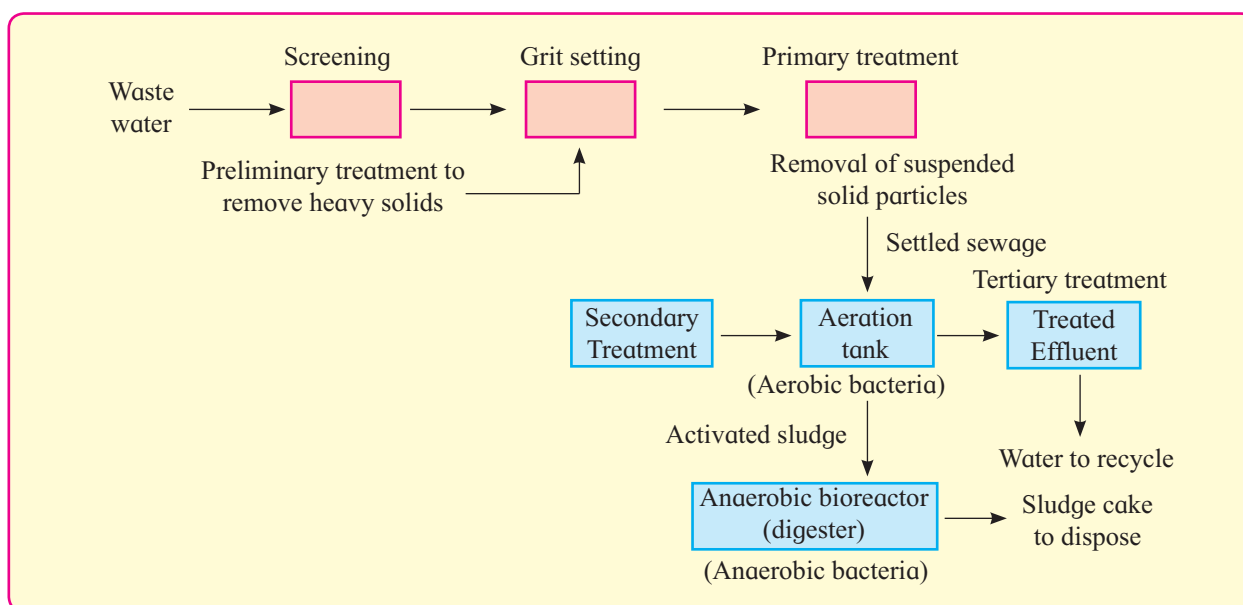 Screening
Grit setting
Primary treatment
Waste
water
Preliminary treatment to
remove heavy solids
Removal of suspended
solid particles
Settled sewage
Tertiary treatment
Secondary
Treatment
Aeration
tank
Treated
Effluent
(Aerobic bacteria)
Activated sludge
Water to recycle
Anaerobic bioreactor
(digester)
Sludge cake
to dispose
(Anaerobic bacteria)